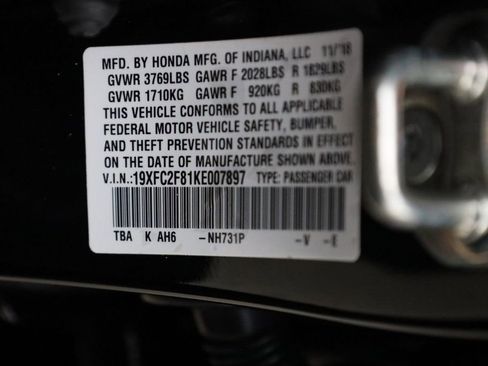 MFD. BY HONDA MFG. OF INDIANA, LLC 11/18
GVWR 3769LBS GAWR F 2028LBS R 1829LBS
GVWR 1710KG GAWR F 920KG R 830KG
THIS VEHICLE CONFORMS TO ALL APPLICABLE
FEDERAL MOTOR VEHICLE SAFETY, BUMPER,
AND THEFT PREVENTION STANDARDS IN EFFECT
ON THE DATE OF MANUFACTURE SHOWN ABOVE.
V.I.N.:19XFC2F81KE007897 TYPE: PASSENGER CAR
TBA K AH6 -NH731P -V -E